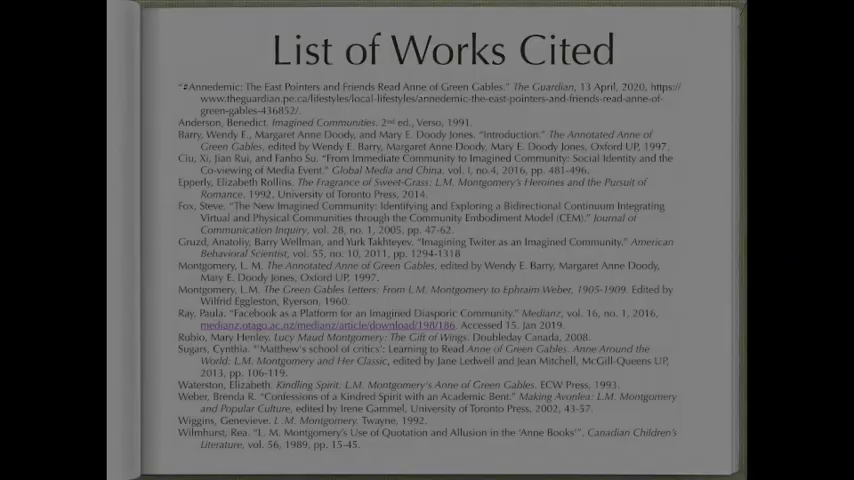 List of Works Cited
"#Annedemic: The East Pointers and Friends Read Anne of Green Gables." The Guardian, 13 April, 2020, https://
www.theguardian.pe.ca/lifestyles/local-lifestyles/annedemic-the-east-pointers-and-friends-read-anne-of-
green-gables-436852/.
Anderson, Benedict. Imagined Communities. 2nd ed., Verso, 1991.
Barry, Wendy E., Margaret Anne Doody, and Mary E. Doody Jones. "Introduction." The Annotated Anne of
Green Gables, edited by Wendy E. Barry, Margaret Anne Doody, Mary E. Doody Jones, Oxford UP, 1997.
Ciu, Xi, Jian Rui, and Fanbo Su. "From Immediate Community to Imagined Community: Social Identity and the
Co-viewing of Media Event." Global Media and China, vol. I, no.4, 2016, pp. 481-496.
Epperly, Elizabeth Rollins. The Fragrance of Sweet-Grass: L.M. Montgomery's Heroines and the Pursuit of
Romance. 1992. University of Toronto Press, 2014.
Fox, Steve. "The New Imagined Community: Identifying and Exploring a Bidirectional Continuum Integrating
Virtual and Physical Communities through the Community Embodiment Model (CEM)." Journal of
Communication Inquiry, vol. 28, no. 1, 2005, pp. 47-62.
Gruzd, Anatoliy, Barry Wellman, and Yurk Takhteyev. "Imagining Twiter as an Imagined Community." American
Behavioral Scientist, vol. 55, no. 10, 2011, pp. 1294-1318
Montgomery, L. M. The Annotated Anne of Green Gables, edited by Wendy E. Barry, Margaret Anne Doody,
Mary E. Doody Jones, Oxford UP, 1997.
Montgomery, L.M. The Green Gables Letters: From L.M. Montgomery to Ephraim Weber, 1905-1909. Edited by
Wilfrid Eggleston, Ryerson, 1960.
Ray, Paula. "Facebook as a Platform for an Imagined Diasporic Community." Medianz, vol. 16, no. 1, 2016,
medianz.otago.ac.nz/medianz/article/download/198/186. Accessed 15. Jan 2019.
Rubio, Mary Henley. Lucy Maud Montgomery: The Gift of Wings. Doubleday Canada, 2008.
Sugars, Cynthia. "'Matthew's school of critics': Learning to Read Anne of Green Gables. Anne Around the
World: L.M. Montgomery and Her Classic, edited by Jane Ledwell and Jean Mitchell, McGill-Queens UP,
2013, pp. 106-119.
Waterston, Elizabeth. Kindling Spirit: L.M. Montgomery's Anne of Green Gables. ECW Press, 1993.
Weber, Brenda R. "Confessions of a Kindred Spirit with an Academic Bent." Making Avonlea: L.M. Montgomery
and Popular Culture, edited by Irene Gammel, University of Toronto Press. 2002, 43-57.
Wiggins, Genevieve. L .M. Montgomery. Twayne, 1992.
Wilmhurst, Rea. "L. M. Montgomery's Use of Quotation and Allusion in the 'Anne Books'". Canadian Children's
Literature, vol. 56, 1989, pp. 15-45.